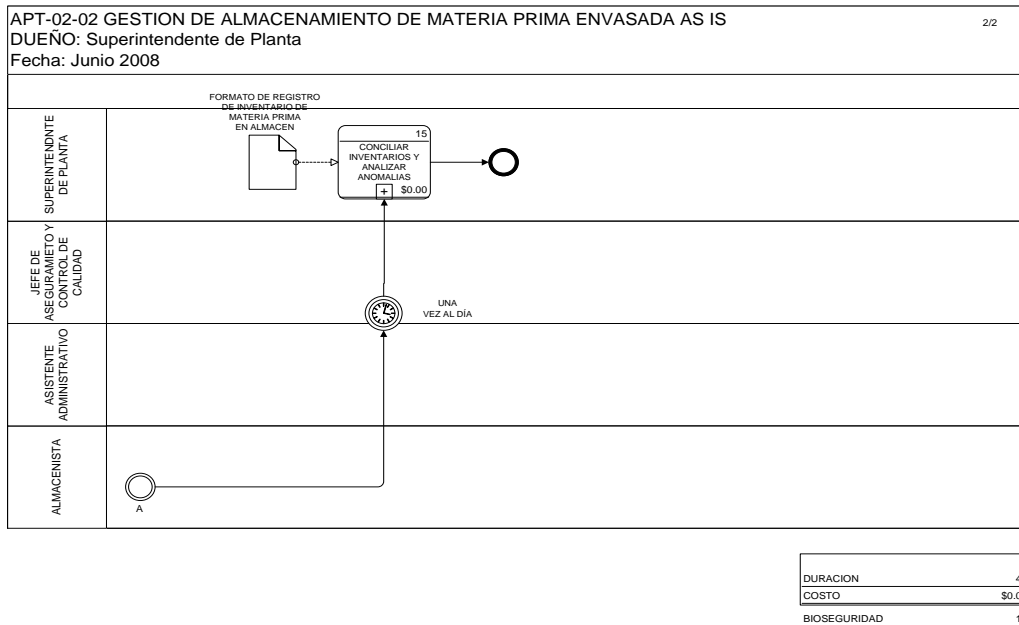 APT-02-02 GESTION DE ALMACENAMIENTO DE MATERIA PRIMA ENVASADA AS IS
2/2
DUEÑO: Superintendente de Planta
Fecha: Junio 2008
FORMATO DE REGISTRO
DE INVENTARIO DE
MATERIA PRIMA
EN ALMACEN
SUPERINTENDNTE
DE PLANTA
15
CONCILIAR
INVENTARIOS Y
ANALIZAR
ANOMALIAS
+
$0.00
JEFE DE
ASEGURAMIETO Y
CONTROL DE
CALIDAD
UNA
VEZ AL DÍA
ASISTENTE
ADMINISTRATIVO
ALMACENISTA
A
DURACION
COSTO
BIOSEGURIDAD